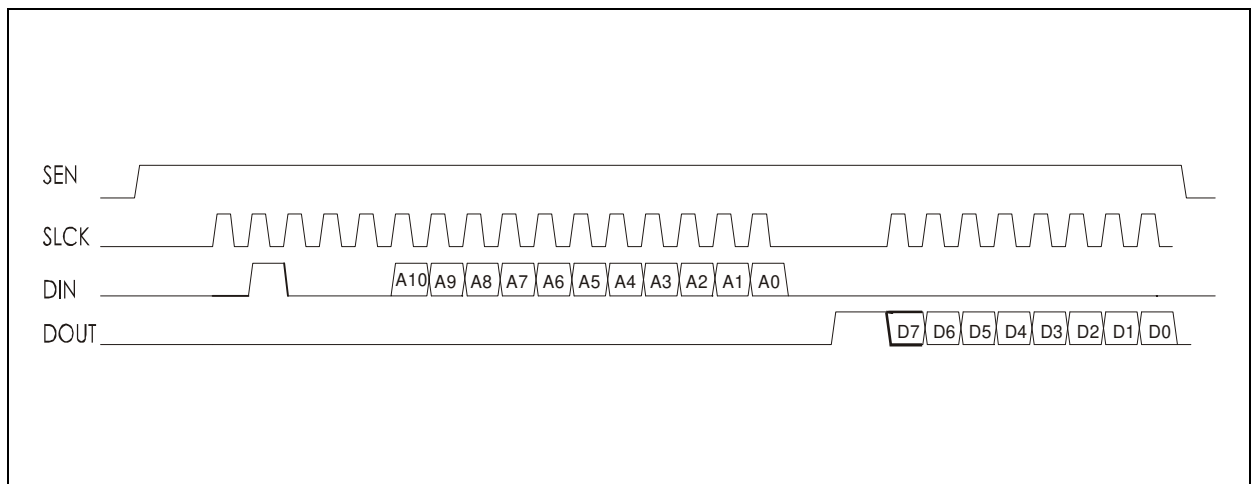 SEN
SLCK
DIN A10 A9 A8 A7 A6 A5 A4 A3 A2 A1 A0
DOUT D7 D6 D5 D4 D3 D2 D1 D0